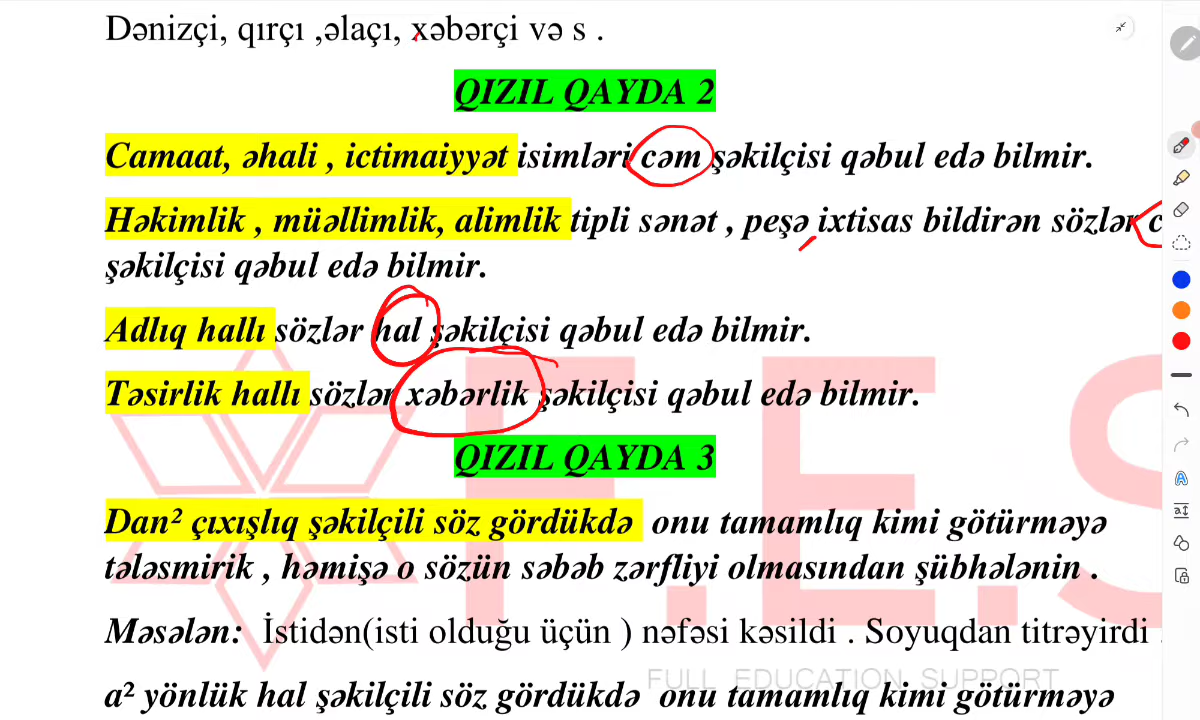 Dənizçi, qırçı ,əlaçı, xəbərçi və s .
QIZIL QAYDA 2
Camaat, əhali , ictimaiyyət isimləri cəm şəkilçisi qəbul edə bilmir.
Həkimlik , müəllimlik, alimlik tipli sənət , peşə ixtisas bildirən sözlər c
şəkilçisi qəbul edə bilmir.
Adlıq hallı sözlər hal şəkilçisi qəbul edə bilmir.
Təsirlik hallı sözlər xəbərlik şəkilçisi qəbul edə bilmir.
QIZIL QAYDA 3
Dan² çıxışlıq şəkilçili söz gördükdə onu tamamlıq kimi götürməyə
tələsmirik , həmişə o sözün səbəb zərfliyi olmasından şübhələnin .
Məsələn: İstidən(isti olduğu üçün ) nəfəsi kəsildi . Soyuqdan titrəyirdi .
a² yönlük hal şəkilçili söz gördükdə onu tamamlıq kimi götürməyə
F.E.S
FULL EDUCATION SUPPORT